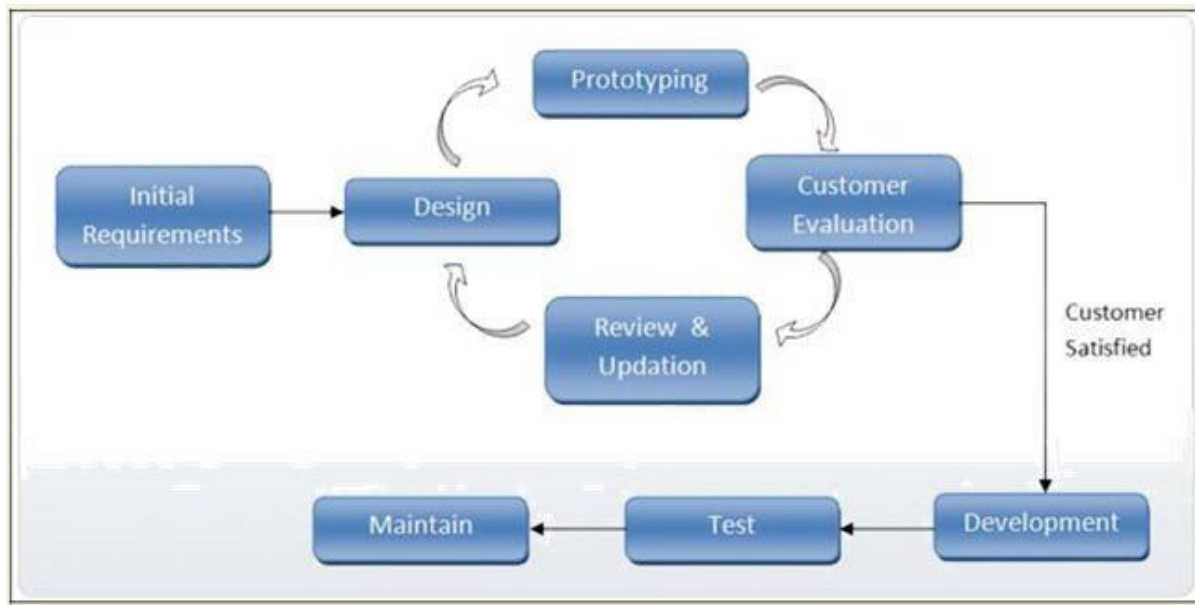 Prototyping
Initial
Requirements
Design
Customer
Evaluation
Review &
Updation
Customer
Satisfied
Maintain
Test
Development